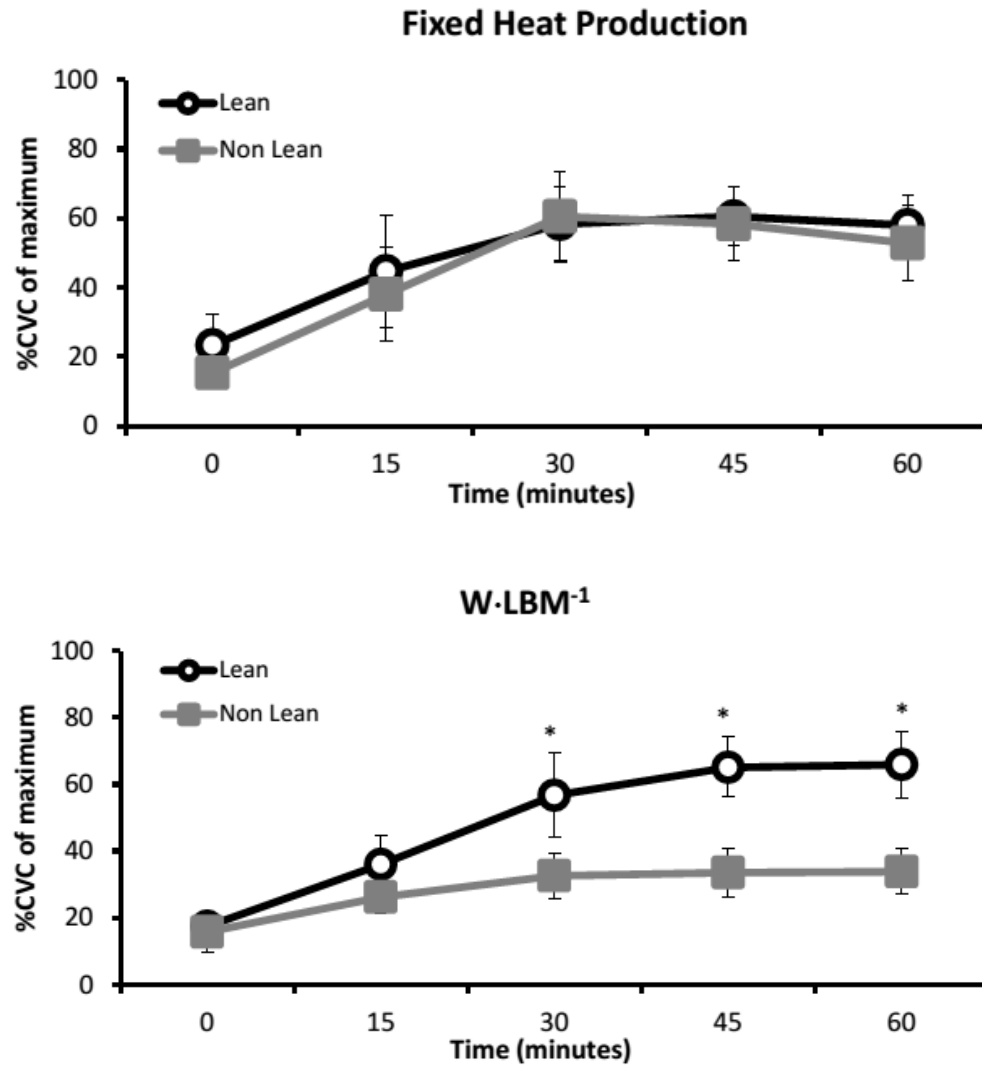 Fixed Heat Production
100
80
60
40
20
0
%CVC of maximum
Lean
Non Lean
0 15 30 45 60
Time (minutes)
W·LBM⁻¹
100
80
60
40
20
0
%CVC of maximum
Lean
Non Lean
* * *
0 15 30 45 60
Time (minutes)